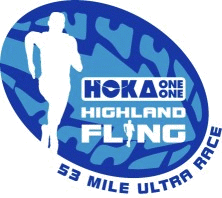 HOKA ONE ONE
HIGHLAND
FLING
53 MILE ULTRA RACE